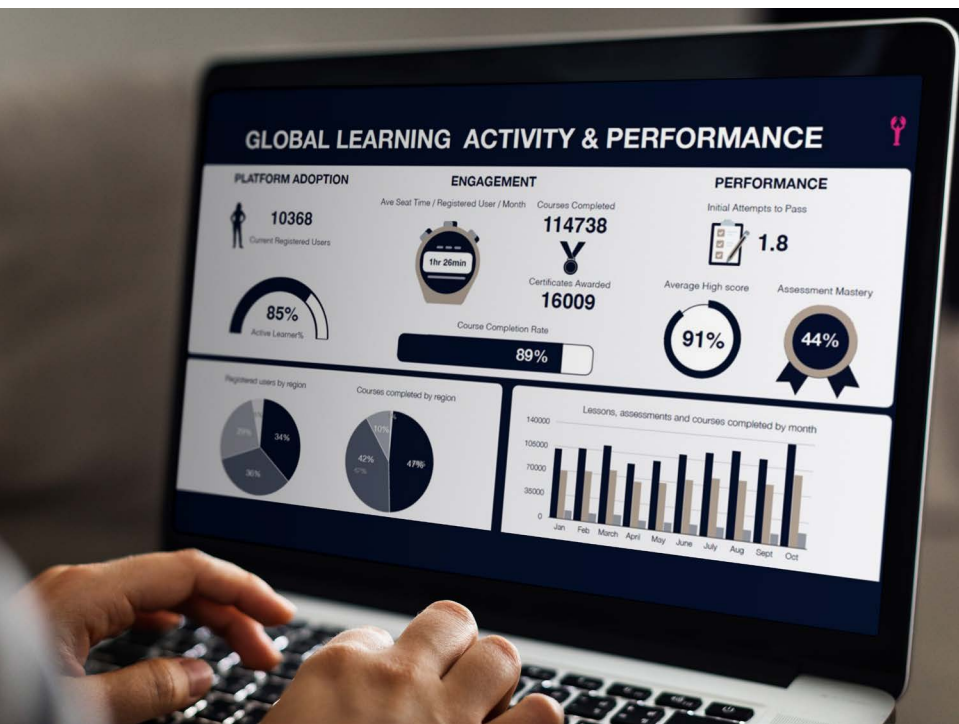 GLOBAL LEARNING ACTIVITY & PERFORMANCE
PLATFORM ADOPTION
10368
Current Registered Users
85%
Active Learner%
ENGAGEMENT
Ave Seat Time / Registered User / Month
1hr 26min
Courses Completed
114738
Certificates Awarded
16009
Course Completion Rate
89%
PERFORMANCE
Initial Attempts to Pass
1.8
Average High score
91%
Assessment Mastery
44%
Registered users by region
34%
36%
29%
Courses completed by region
10%
42%
47%
Lessons, assessments and courses completed by month
140000
105000
70000
35000
0
Jan Feb March April May June July Aug Sept Oct